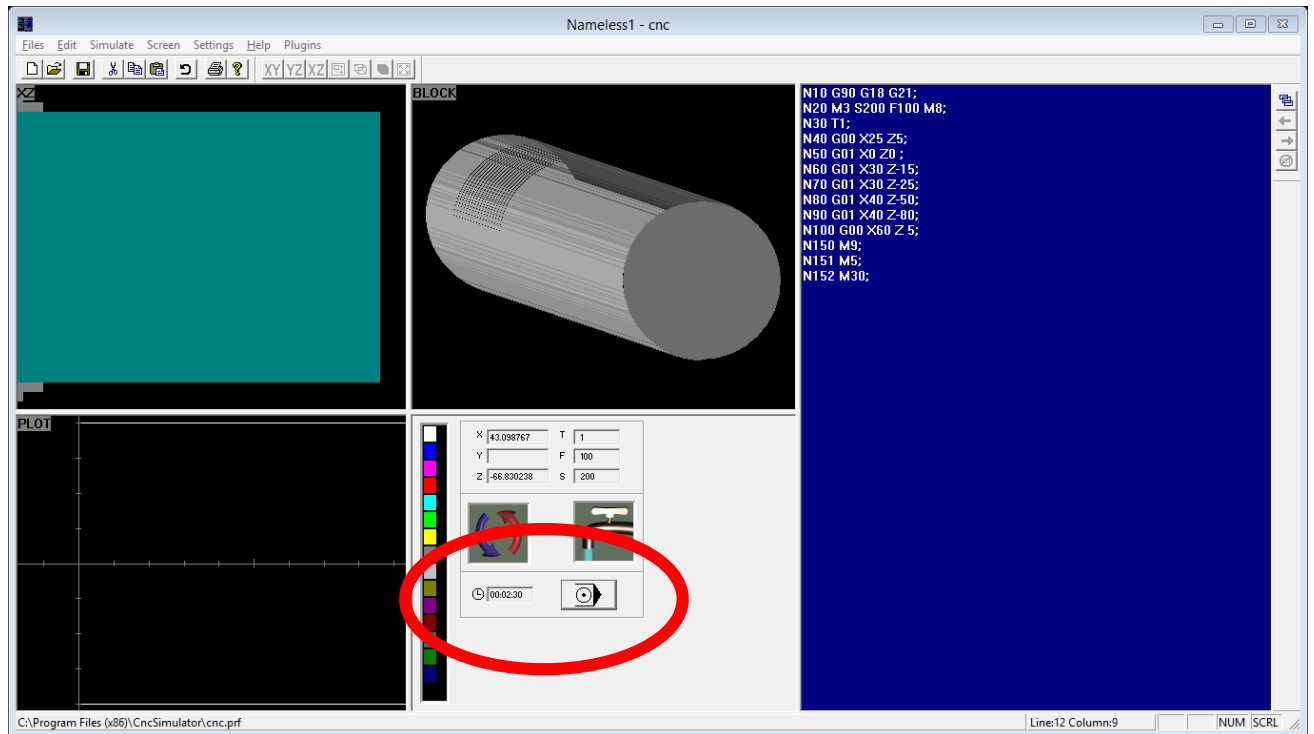 Nameless1 - cnc
Files Edit Simulate Screen Settings Help Plugins
XY YZ XZ
XZ
BLOCK
N10 G90 G18 G21;
N20 M3 S200 F100 M8;
N30 T1;
N40 G00 X25 Z5;
N50 G01 X0 Z0 ;
N60 G01 X30 Z-15;
N70 G01 X30 Z-25;
N80 G01 X40 Z-50;
N90 G01 X40 Z-80;
N100 G00 X60 Z 5;
N150 M9;
N151 M5;
N152 M30;
PLOT
X 43.098767 T 1
Y F 100
Z -66.830238 S 200
00:02:30
C:\Program Files (x86)\CncSimulator\cnc.prf
Line:12 Column:9
NUM SCRL